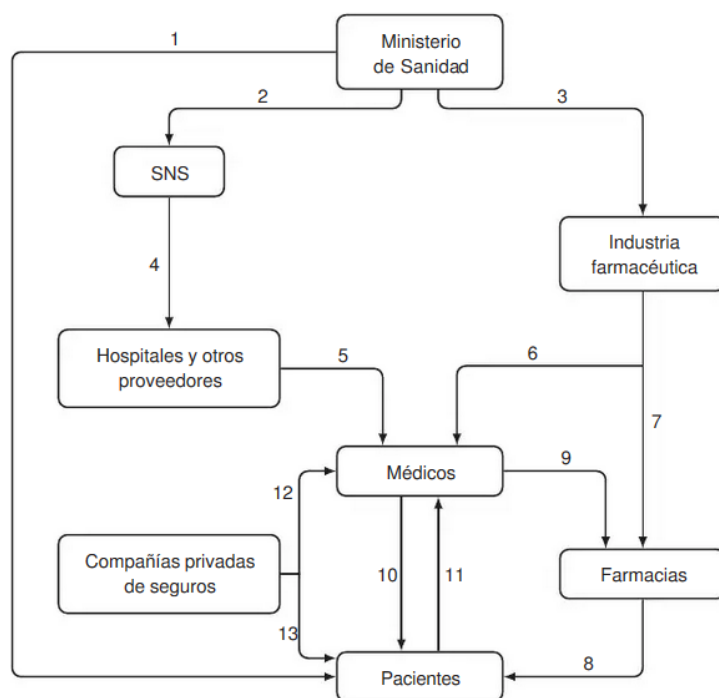 1
Ministerio
de Sanidad
2
3
SNS
Industria
farmacéutica
4
Hospitales y otros
proveedores
5
6
7
Médicos
9
12
Compañías privadas
de seguros
10
11
Farmacias
13
Pacientes
8